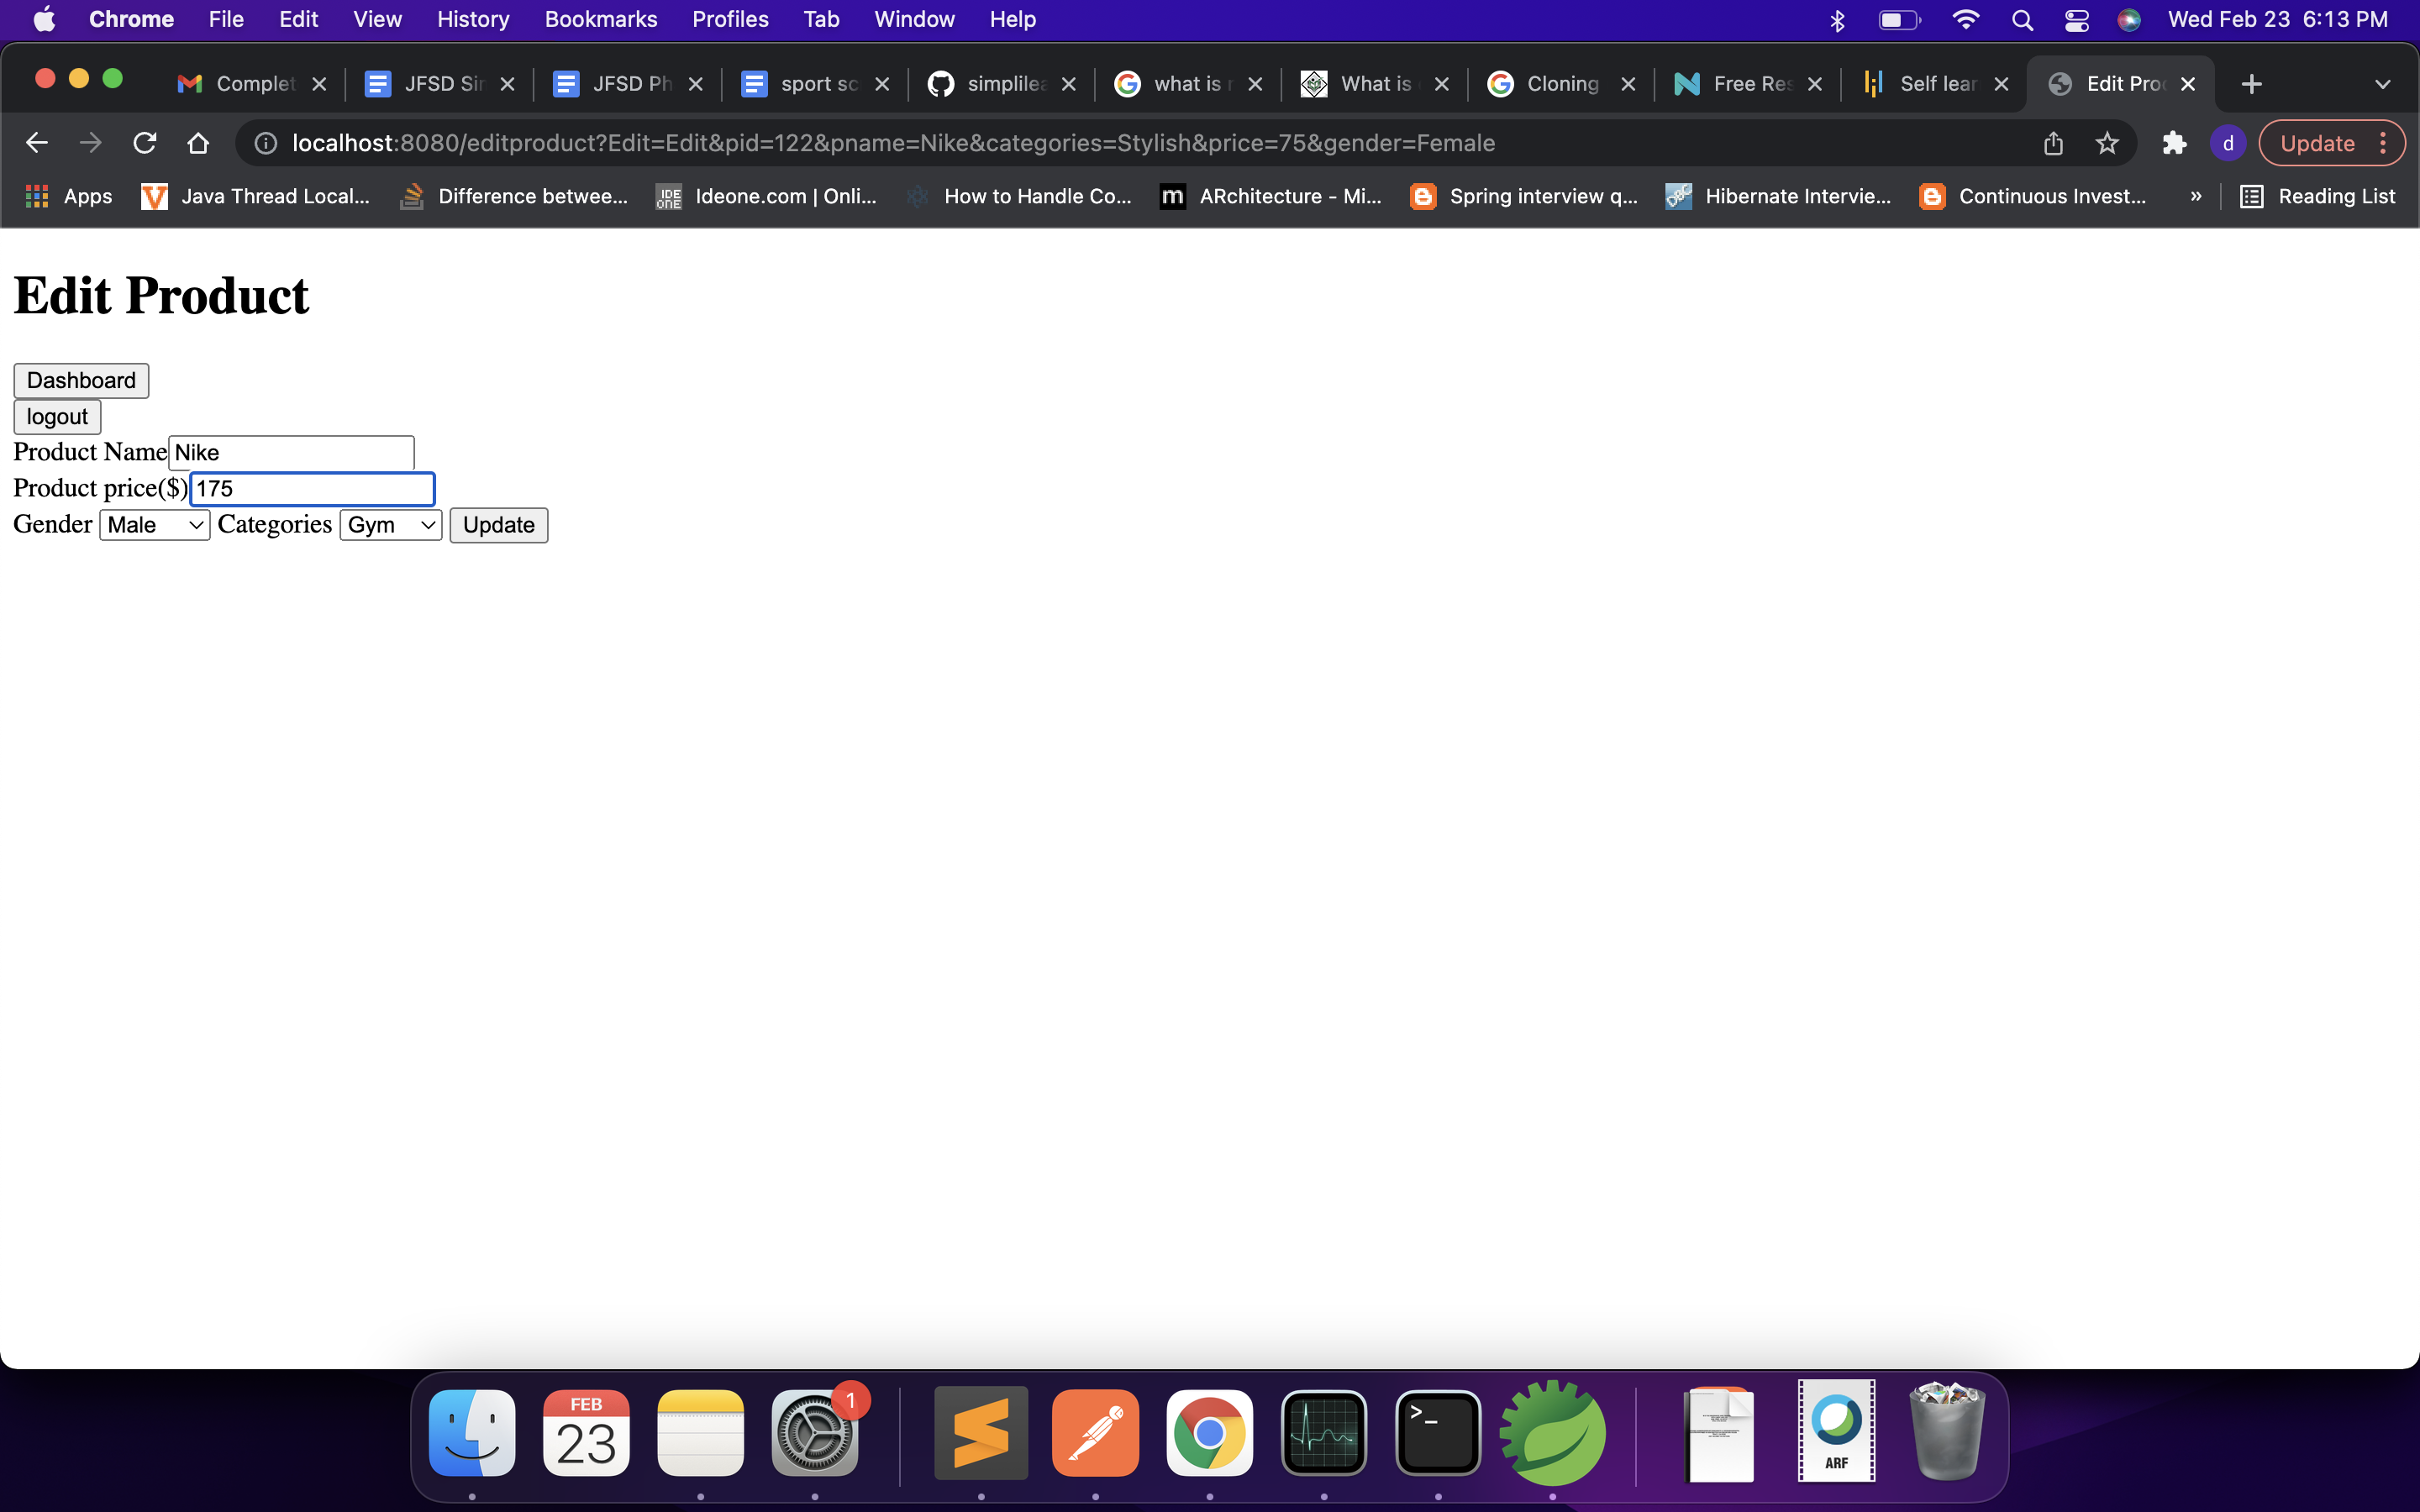 Chrome File Edit View History Bookmarks Profiles Tab Window Help Wed Feb 23 6:13 PM
Complet JFSD Sir JFSD Ph sport sc simplilea what is r What is Cloning Free Res Self lear Edit Proc
localhost:8080/editproduct?Edit=Edit&pid=122&pname=Nike&categories=Stylish&price=75&gender=Female d Update
Apps Java Thread Local... Difference betwee... IDE ONE Ideone.com | Onli... How to Handle Co... m ARchitecture - Mi... Spring interview q... Hibernate Intervie... Continuous Invest... » Reading List
Edit Product
Dashboard
logout
Product Name Nike
Product price($) 175
Gender Male Categories Gym Update
FEB
23
1
>_
ARF